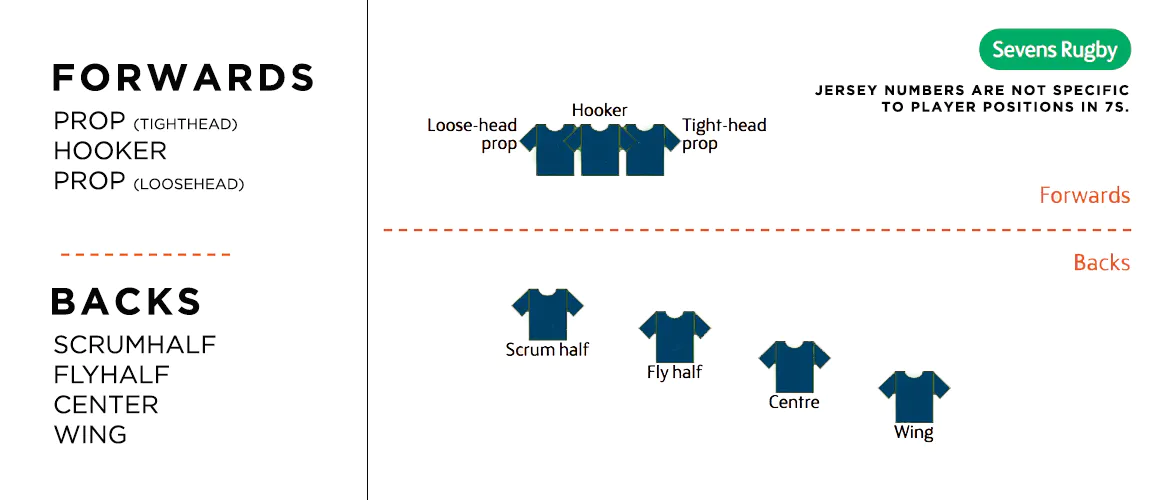 FORWARDS
PROP (TIGHTHEAD)
HOOKER
PROP (LOOSEHEAD)
BACKS
SCRUMHALF
FLYHALF
CENTER
WING
Sevens Rugby
JERSEY NUMBERS ARE NOT SPECIFIC
TO PLAYER POSITIONS IN 7S.
Hooker
Loose-head
prop
Tight-head
prop
Forwards
Backs
Scrum half
Fly half
Centre
Wing